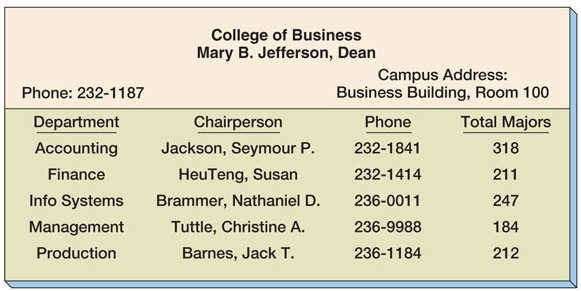 College of Business
Mary B. Jefferson, Dean
Phone: 232-1187
Campus Address:
Business Building, Room 100
Department Chairperson Phone Total Majors
Accounting Jackson, Seymour P. 232-1841 318
Finance HeuTeng, Susan 232-1414 211
Info Systems Brammer, Nathaniel D. 236-0011 247
Management Tuttle, Christine A. 236-9988 184
Production Barnes, Jack T. 236-1184 212